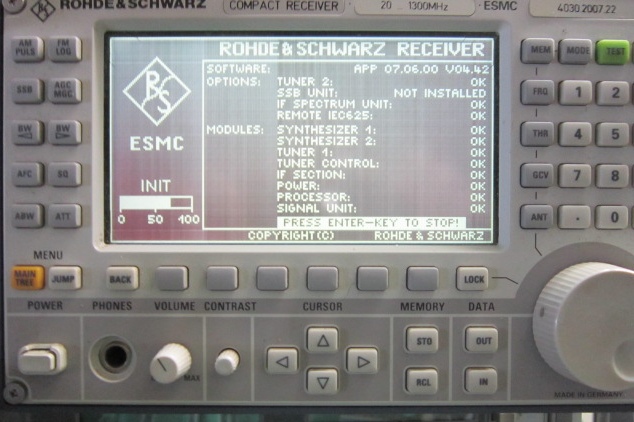 ROHDE & SCHWARZ
COMPACT RECEIVER
20 ... 1300MHz
ESMC
4030.2007.22
AM PULS
FM LOG
SSB
AGC MGC
BW
BW
AFC
SQ
ABW
ATT
R S
ESMC
INIT
0 50 100
ROHDE & SCHWARZ RECEIVER
SOFTWARE: APP 07.06.00 V04.42
OPTIONS: TUNER 2: OK
SSB UNIT: NOT INSTALLED
IF SPECTRUM UNIT: OK
REMOTE IEC625: OK
MODULES: SYNTHESIZER 1: OK
SYNTHESIZER 2: OK
TUNER 1: OK
TUNER CONTROL: OK
IF SECTION: OK
POWER: OK
PROCESSOR: OK
SIGNAL UNIT: OK
PRESS ENTER-KEY TO STOP!
COPYRIGHT(C) ROHDE & SCHWARZ
MEM MODE TEST
FRQ 1 2
THR 4 5
GCV 7 8
ANT . 0
MENU
MAIN TREE
JUMP
BACK
LOCK
POWER PHONES VOLUME CONTRAST CURSOR MEMORY DATA
MAX
STO
OUT
RCL
IN
MADE IN GERMANY